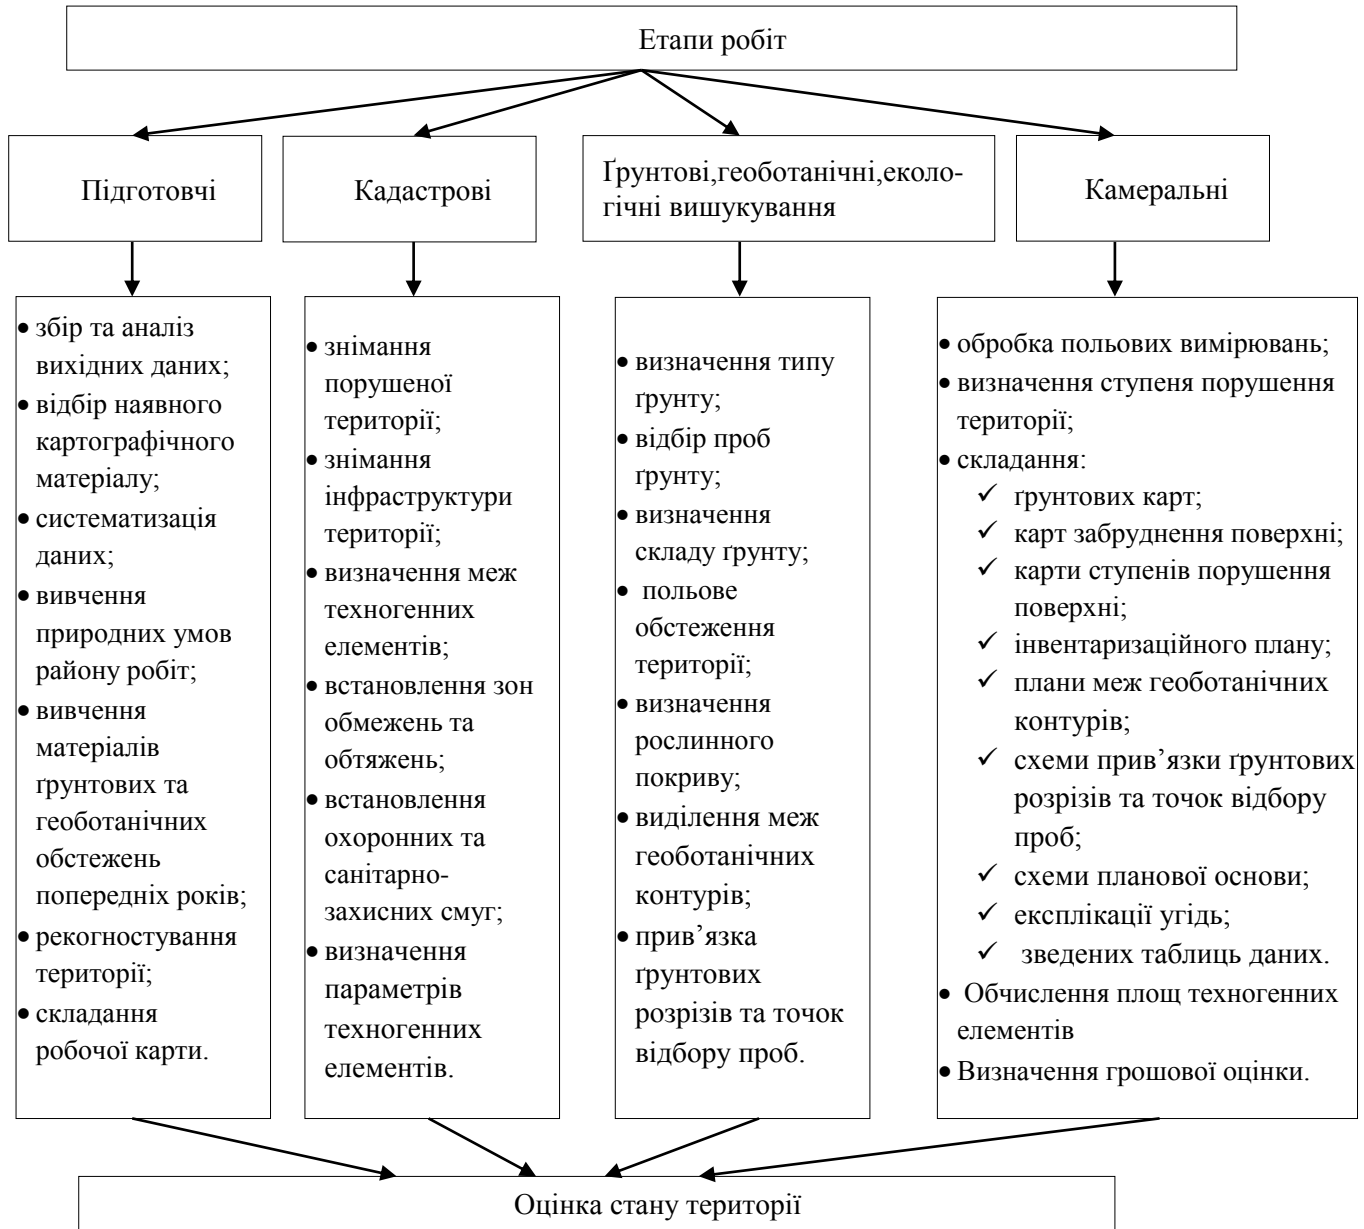 Етапи робіт
Підготовчі
Кадастрові
Ґрунтові,геоботанічні,еколо-
гічні вишукування
Камеральні
• збір та аналіз
вихідних даних;
• відбір наявного
картографічного
матеріалу;
• систематизація
даних;
• вивчення
природних умов
району робіт;
• вивчення
матеріалів
ґрунтових та
геоботанічних
обстежень
попередніх років;
• рекогностування
території;
• складання
робочої карти.
• знімання
порушеної
території;
• знімання
інфраструктури
території;
• визначення меж
техногенних
елементів;
• встановлення зон
обмежень та
обтяжень;
• встановлення
охоронних та
санітарно-
захисних смуг;
• визначення
параметрів
техногенних
елементів.
• визначення типу
ґрунту;
• відбір проб
ґрунту;
• визначення
складу ґрунту;
• польове
обстеження
території;
• визначення
рослинного
покриву;
• виділення меж
геоботанічних
контурів;
• прив’язка
ґрунтових
розрізів та точок
відбору проб.
• обробка польових вимірювань;
• визначення ступеня порушення
території;
• складання:
✓ ґрунтових карт;
✓ карт забруднення поверхні;
✓ карти ступенів порушення
поверхні;
✓ інвентаризаційного плану;
✓ плани меж геоботанічних
контурів;
✓ схеми прив’язки ґрунтових
розрізів та точок відбору
проб;
✓ схеми планової основи;
✓ експлікації угідь;
✓ зведених таблиць даних.
• Обчислення площ техногенних
елементів
• Визначення грошової оцінки.
Оцінка стану території